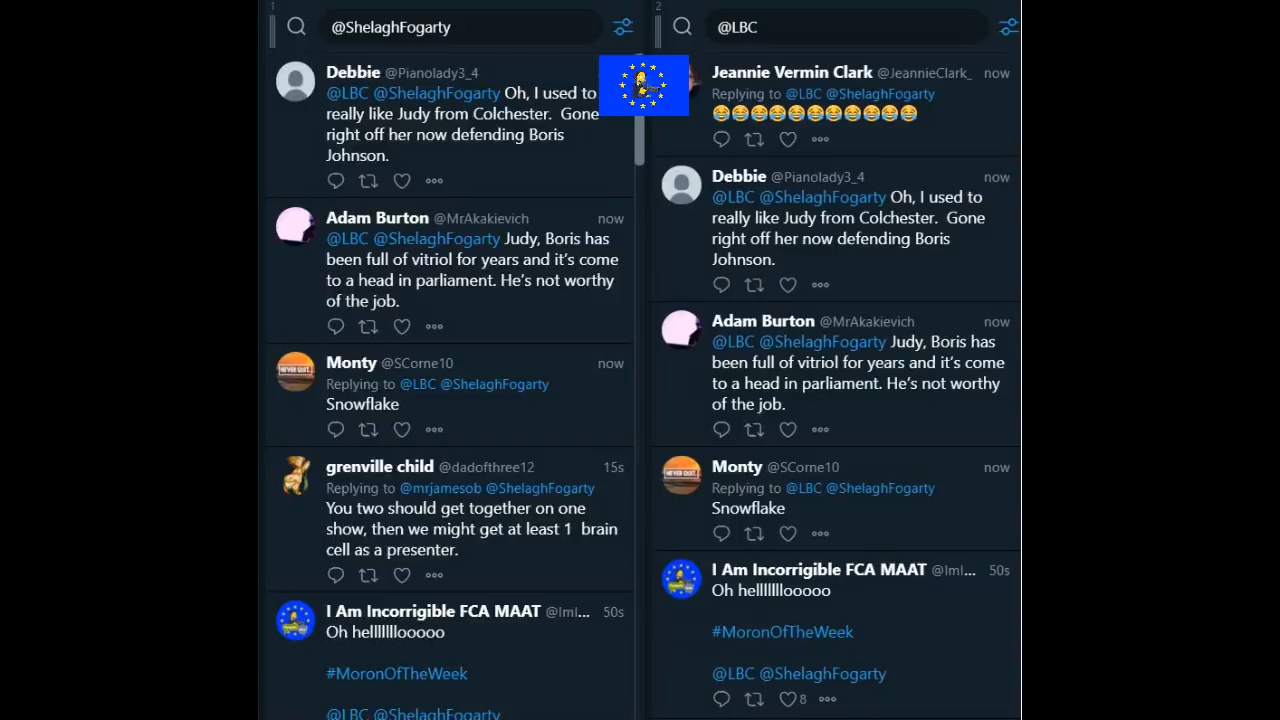 1
@ShelaghFogarty
Debbie @Pianolady3_4
@LBC @ShelaghFogarty Oh, I used to
really like Judy from Colchester. Gone
right off her now defending Boris
Johnson.
Adam Burton @MrAkakievich now
@LBC @ShelaghFogarty Judy, Boris has
been full of vitriol for years and it's come
to a head in parliament. He's not worthy
of the job.
Monty @SCorne10 now
Replying to @LBC @ShelaghFogarty
Snowflake
grenville child @dadofthree12 15s
Replying to @mrjamesob @ShelaghFogarty
You two should get together on one
show, then we might get at least 1 brain
cell as a presenter.
I Am Incorrigible FCA MAAT @ImI... 50s
Oh helllllllooooo
#MoronOfTheWeek
@LBC @ShelaghFogarty
2
@LBC
Jeannie Vermin Clark @JeannieClark_ now
Replying to @LBC @ShelaghFogarty
😂😂😂😂😂😂😂😂😂😂😂
Debbie @Pianolady3_4 now
@LBC @ShelaghFogarty Oh, I used to
really like Judy from Colchester. Gone
right off her now defending Boris
Johnson.
Adam Burton @MrAkakievich now
@LBC @ShelaghFogarty Judy, Boris has
been full of vitriol for years and it's come
to a head in parliament. He's not worthy
of the job.
Monty @SCorne10 now
Replying to @LBC @ShelaghFogarty
Snowflake
I Am Incorrigible FCA MAAT @ImI... 50s
Oh helllllllooooo
#MoronOfTheWeek
@LBC @ShelaghFogarty
8